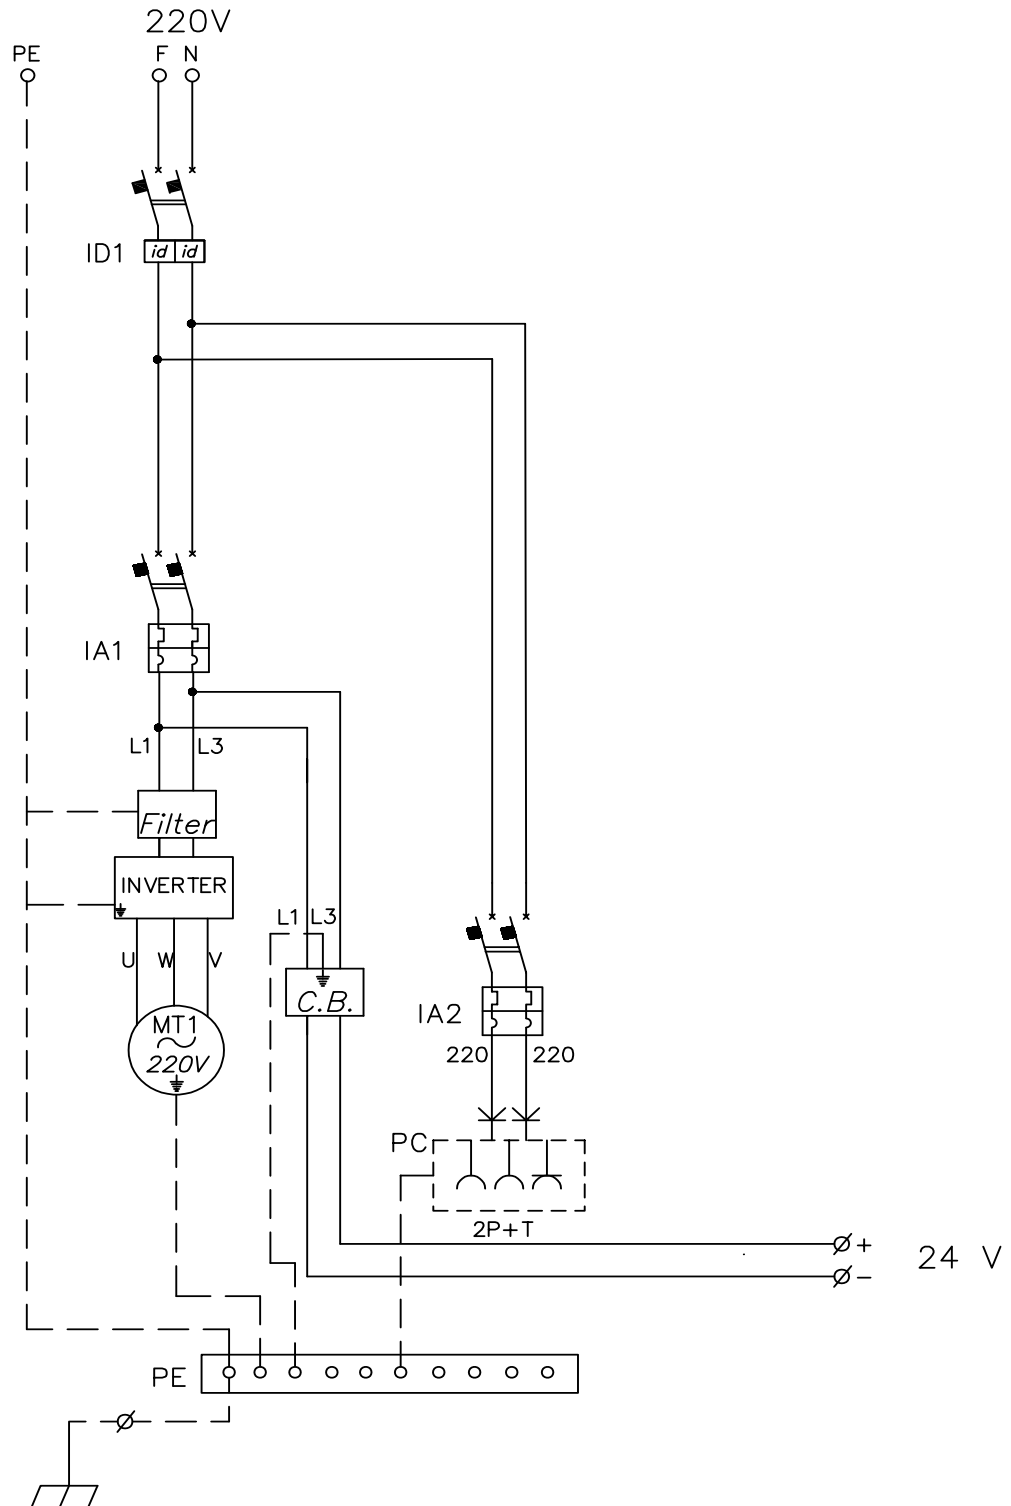 220V
PE F N
ID1 id id
IA1
L1 L3
Filter
INVERTER
L1 L3
U W V
C.B.
IA2
MT1
220V
220 220
PC
2P+T
+
24 V
−
PE